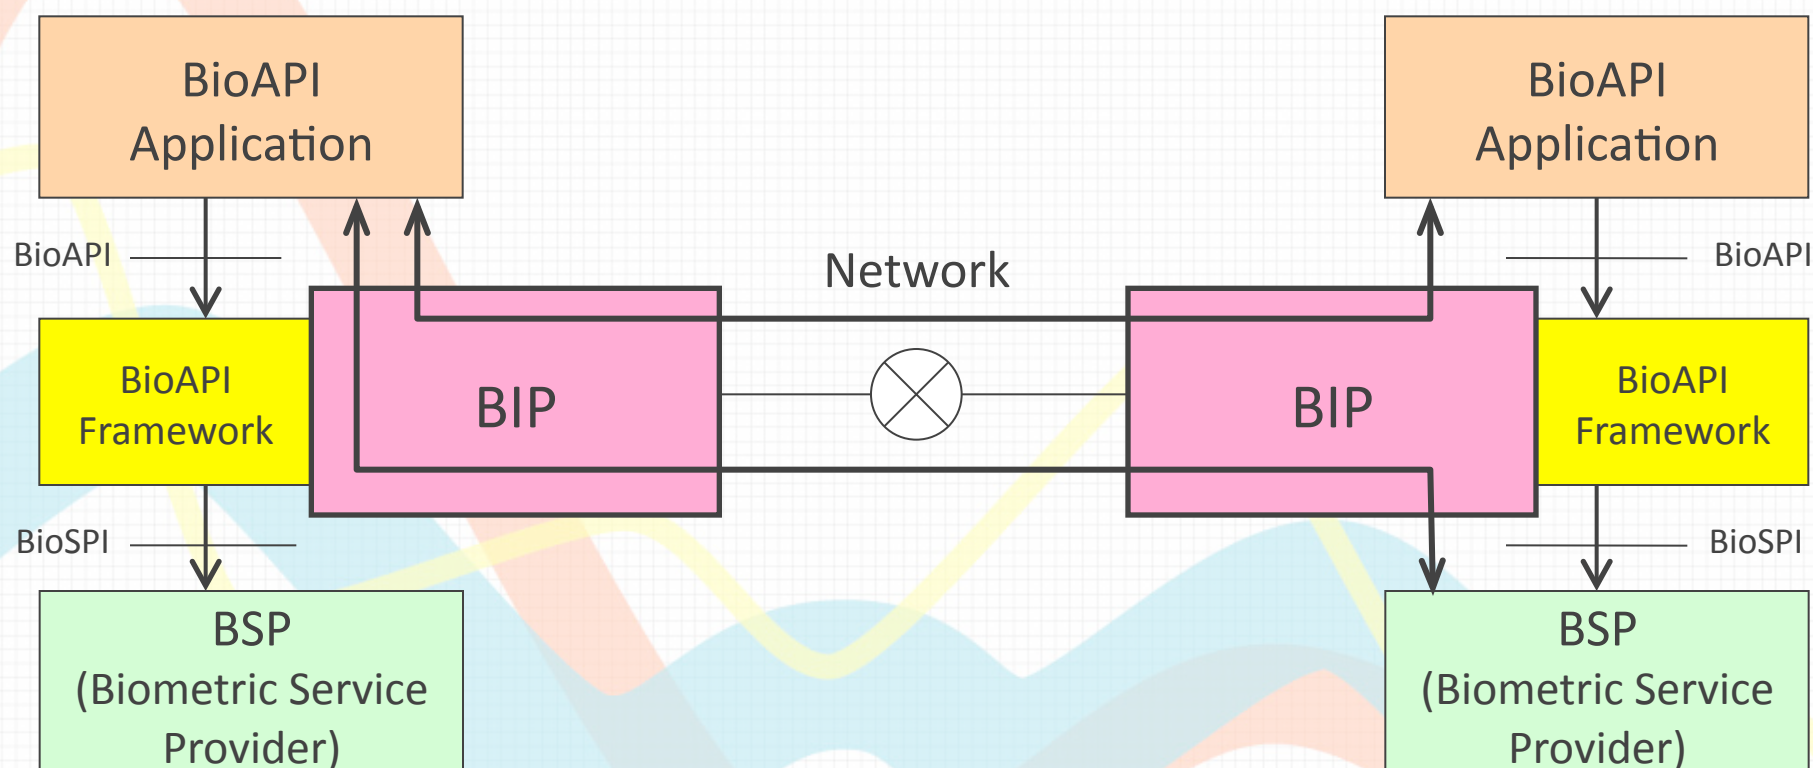 BioAPI
Application
BioAPI
Application
BioAPI
Network
BioAPI
BioAPI
Framework
BIP
BIP
BioAPI
Framework
BioSPI
BioSPI
BSP
(Biometric Service
Provider)
BSP
(Biometric Service
Provider)